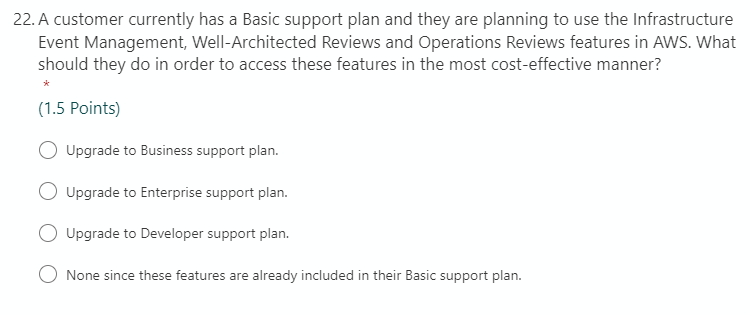 22. A customer currently has a Basic support plan and they are planning to use the Infrastructure
Event Management, Well-Architected Reviews and Operations Reviews features in AWS. What
should they do in order to access these features in the most cost-effective manner?
*
(1.5 Points)
Upgrade to Business support plan.
Upgrade to Enterprise support plan.
Upgrade to Developer support plan.
None since these features are already included in their Basic support plan.